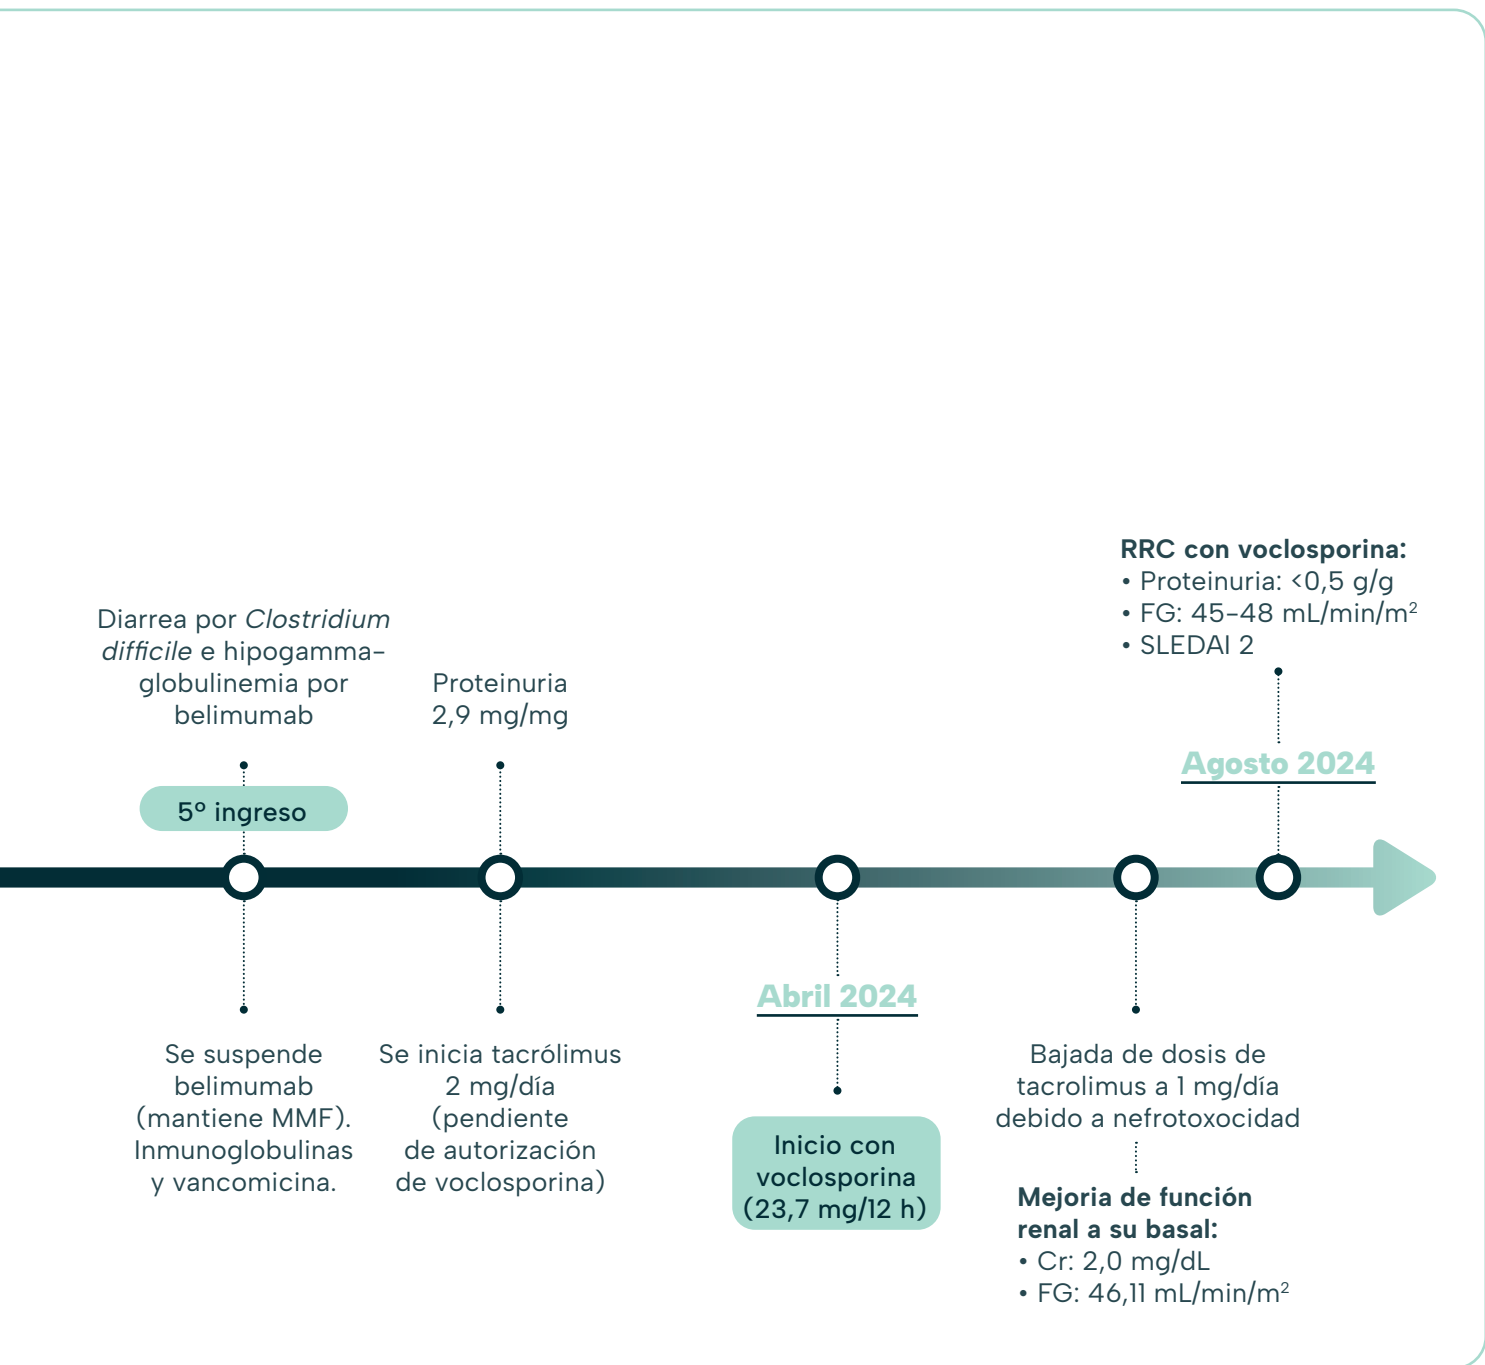 Diarrea por Clostridium
difficile e hipogamma-
globulinemia por
belimumab
5º ingreso
Se suspende
belimumab
(mantiene MMF).
Inmunoglobulinas
y vancomicina.
Proteinuria
2,9 mg/mg
Se inicia tacrólimus
2 mg/día
(pendiente
de autorización
de voclosporina)
Abril 2024
Inicio con
voclosporina
(23,7 mg/12 h)
Bajada de dosis de
tacrolimus a 1 mg/día
debido a nefrotoxocidad
Mejoria de función
renal a su basal:
• Cr: 2,0 mg/dL
• FG: 46,11 mL/min/m²
RRC con voclosporina:
• Proteinuria: <0,5 g/g
• FG: 45-48 mL/min/m²
• SLEDAI 2
Agosto 2024